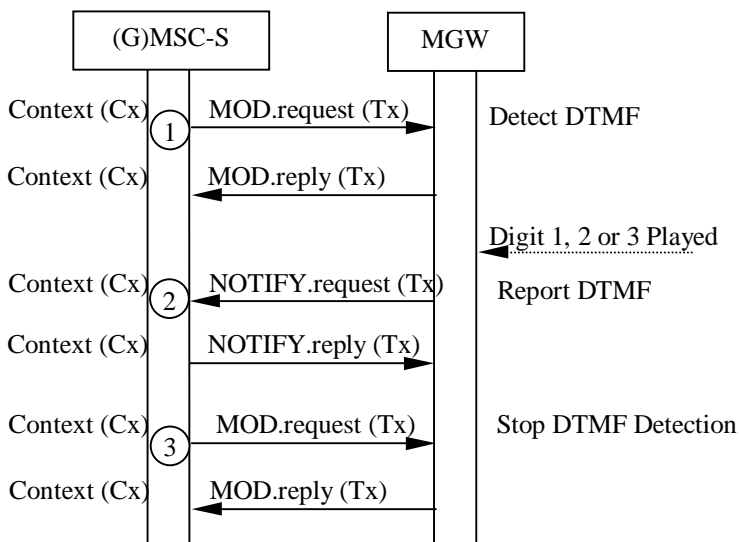 (G)MSC-S MGW
Context (Cx) 1 MOD.request (Tx) Detect DTMF
Context (Cx) MOD.reply (Tx)
Digit 1, 2 or 3 Played
Context (Cx) 2 NOTIFY.request (Tx) Report DTMF
Context (Cx) NOTIFY.reply (Tx)
Context (Cx) 3 MOD.request (Tx) Stop DTMF Detection
Context (Cx) MOD.reply (Tx)